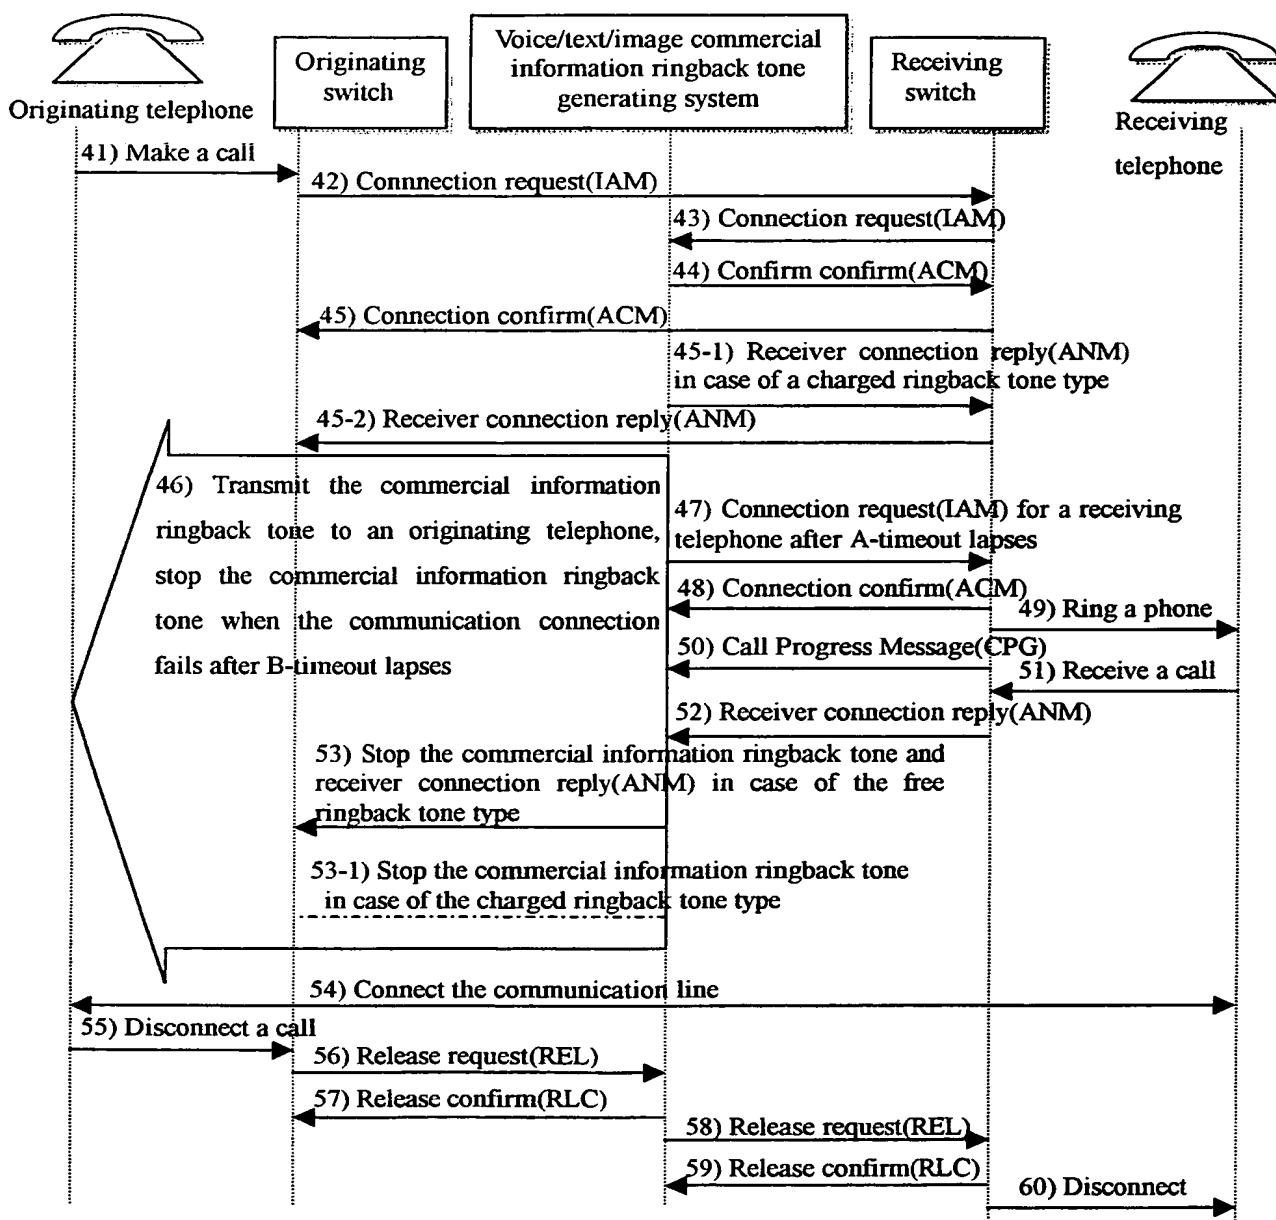 Originating telephone
Originating
switch
Voice/text/image commercial
information ringback tone
generating system
Receiving
switch
Receiving
telephone
41) Make a call
42) Connnection request(IAM)
43) Connection request(IAM)
44) Confirm confirm(ACM)
45) Connection confirm(ACM)
45-1) Receiver connection reply(ANM)
in case of a charged ringback tone type
45-2) Receiver connection reply(ANM)
46) Transmit the commercial information
ringback tone to an originating telephone,
stop the commercial information ringback
tone when the communication connection
fails after B-timeout lapses
47) Connection request(IAM) for a receiving
telephone after A-timeout lapses
48) Connection confirm(ACM)
49) Ring a phone
50) Call Progress Message(CPG)
51) Receive a call
52) Receiver connection reply(ANM)
53) Stop the commercial information ringback tone and
receiver connection reply(ANM) in case of the free
ringback tone type
53-1) Stop the commercial information ringback tone
in case of the charged ringback tone type
54) Connect the communication line
55) Disconnect a call
56) Release request(REL)
57) Release confirm(RLC)
58) Release request(REL)
59) Release confirm(RLC)
60) Disconnect